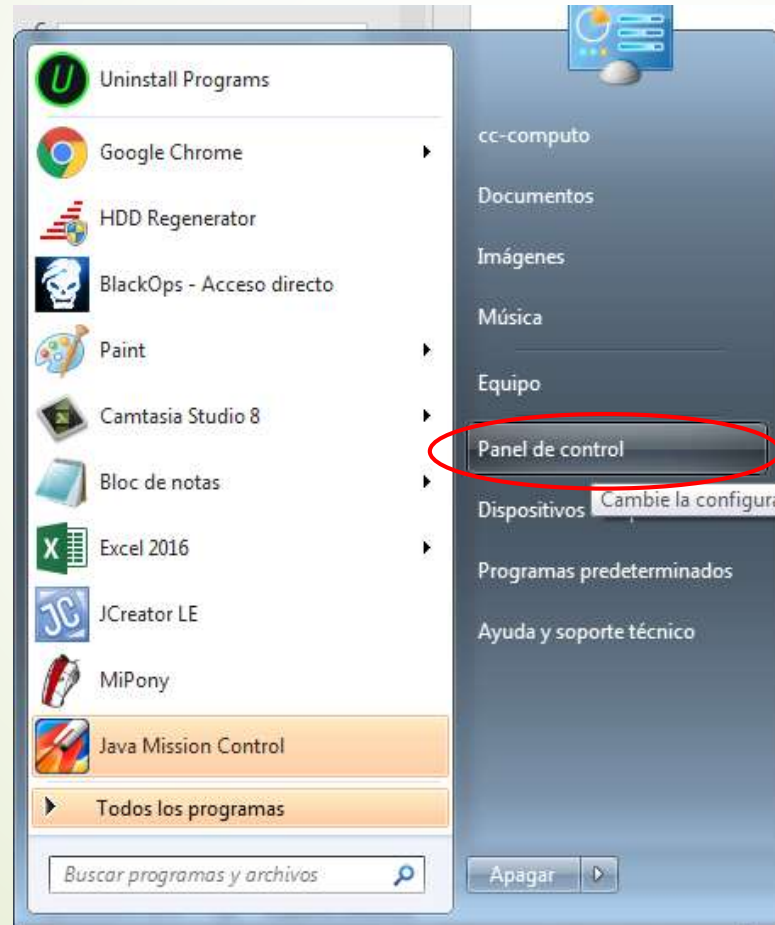 Uninstall Programs
Google Chrome
HDD Regenerator
BlackOps - Acceso directo
Paint
Camtasia Studio 8
Bloc de notas
Excel 2016
JCreator LE
MiPony
Java Mission Control
Todos los programas
Buscar programas y archivos
cc-computo
Documentos
Imágenes
Música
Equipo
Panel de control
Dispositivos
Cambie la configura
Programas predeterminados
Ayuda y soporte técnico
Apagar